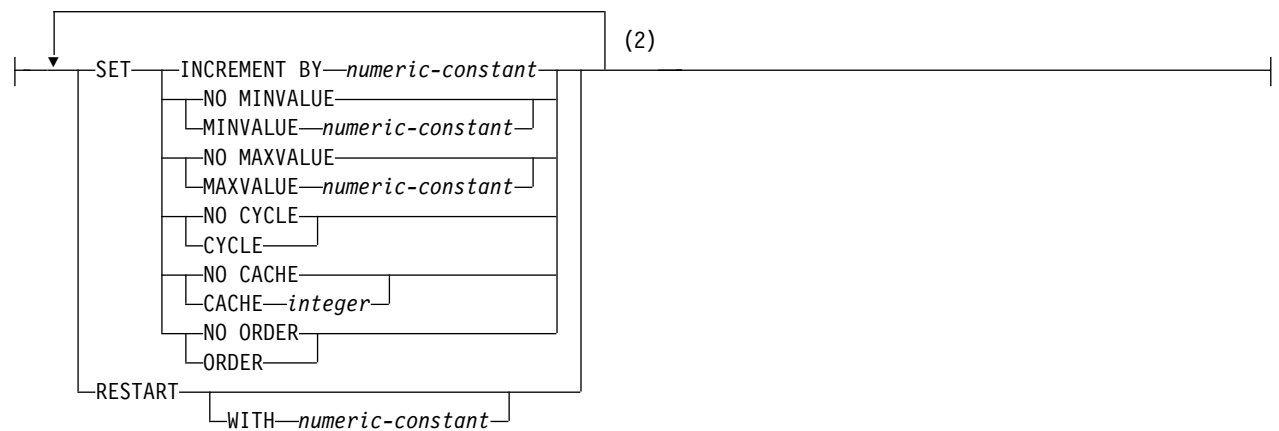 (2)
SET INCREMENT BY numeric-constant
NO MINVALUE
MINVALUE numeric-constant
NO MAXVALUE
MAXVALUE numeric-constant
NO CYCLE
CYCLE
NO CACHE
CACHE integer
NO ORDER
ORDER
RESTART
WITH numeric-constant